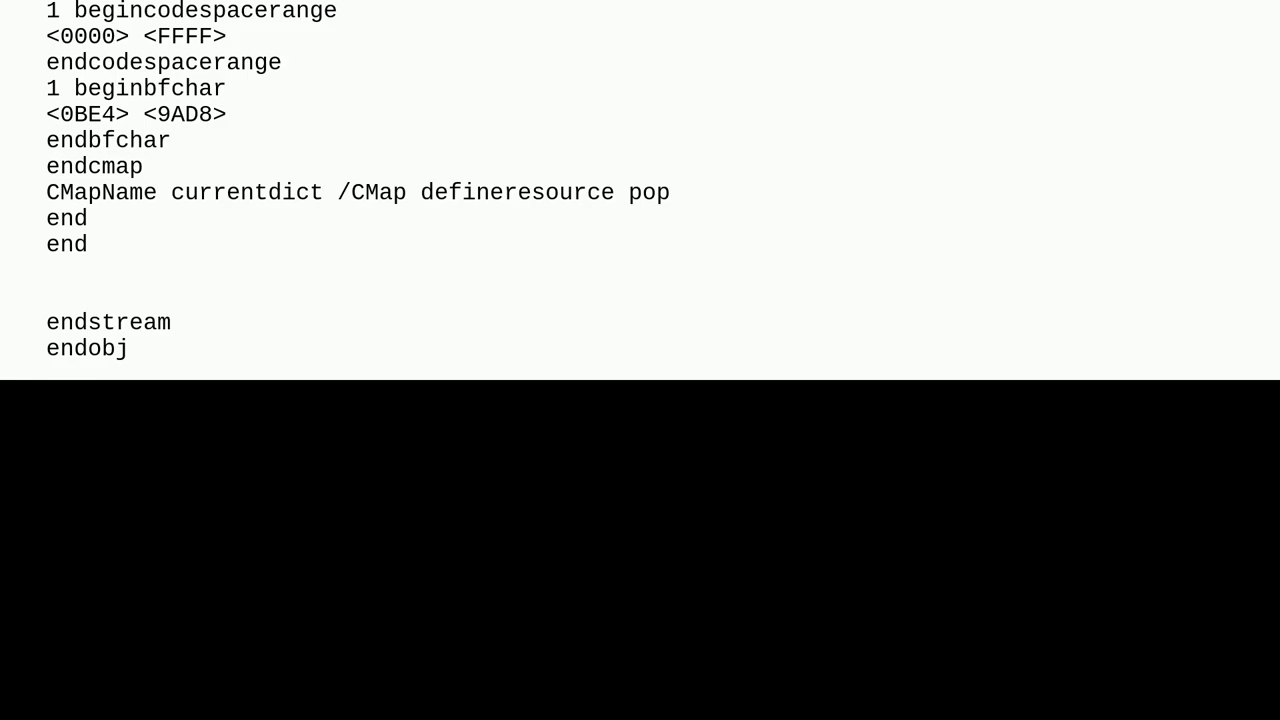 1 begincodespacerange
<0000> <FFFF>
endcodespacerange
1 beginbfchar
<0BE4> <9AD8>
endbfchar
endcmap
CMapName currentdict /CMap defineresource pop
end
end
endstream
endobj